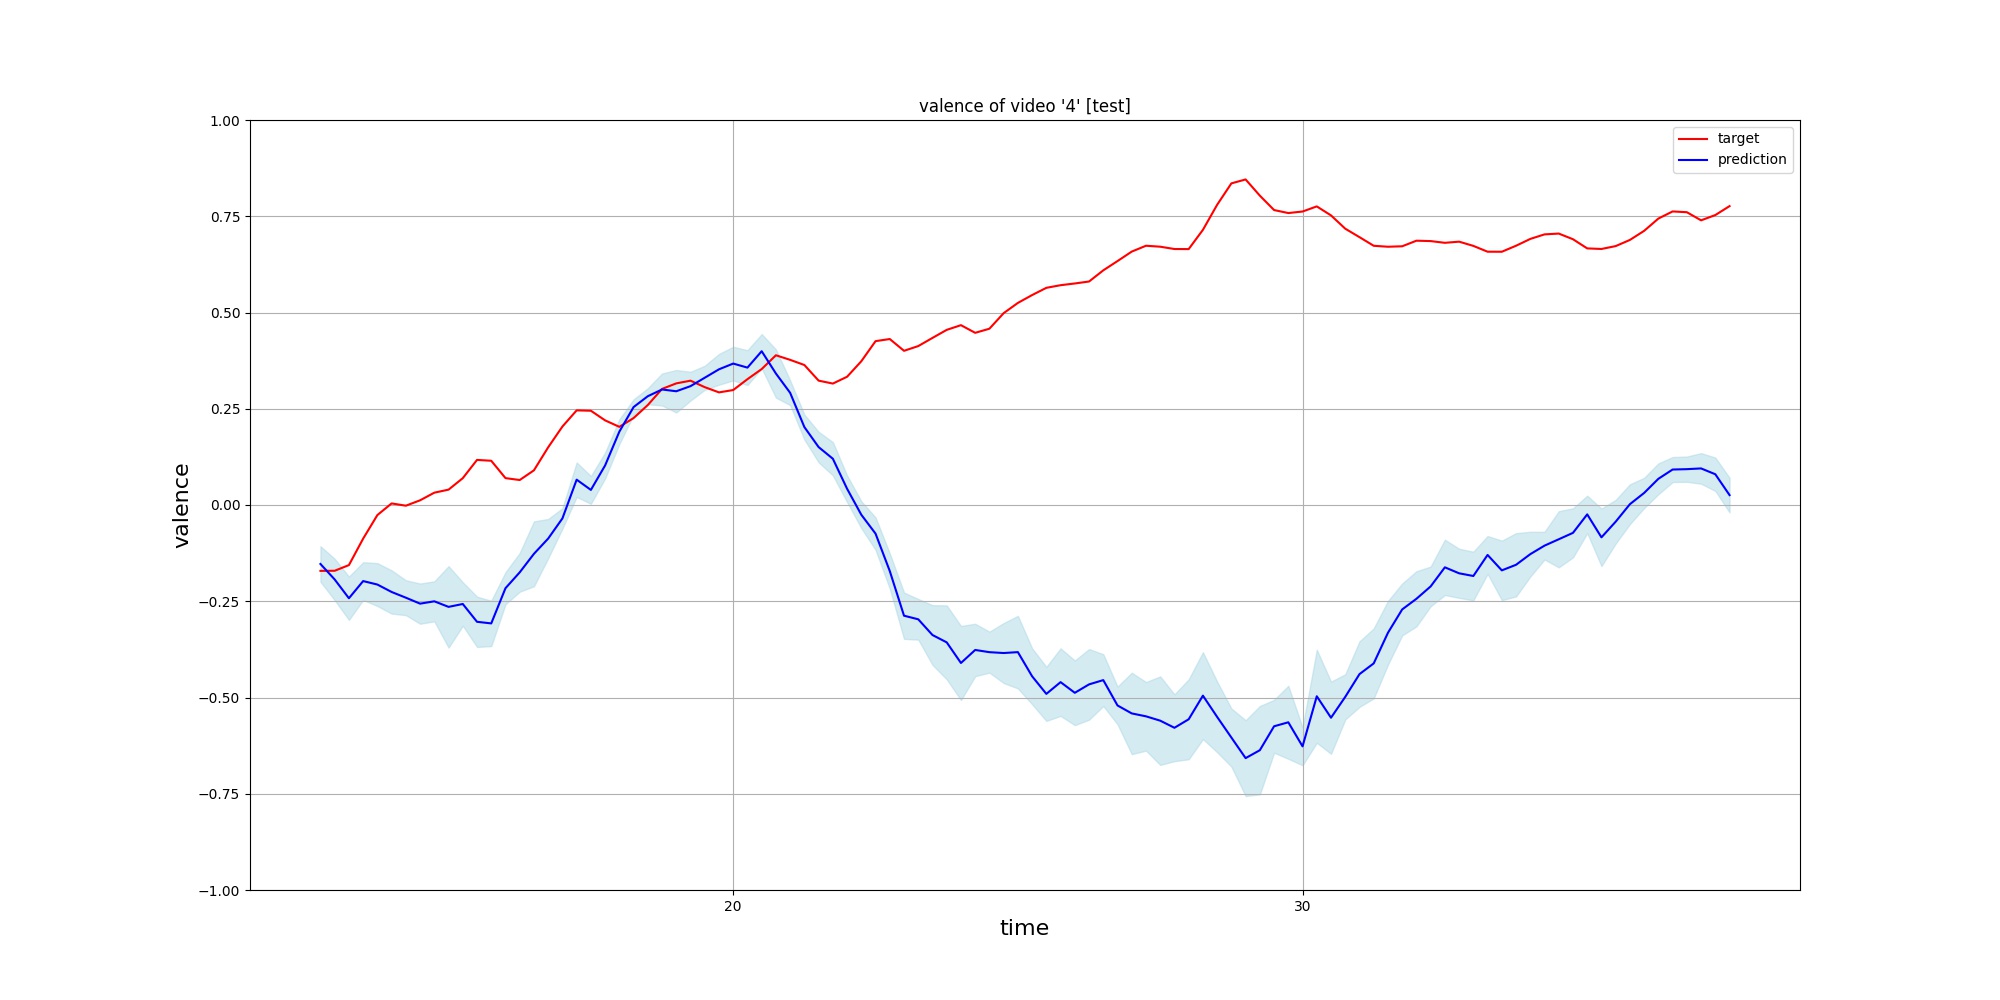 valence of video '4' [test]
target
prediction
1.00
0.75
0.50
0.25
0.00
−0.25
−0.50
−0.75
−1.00
valence
20 30
time